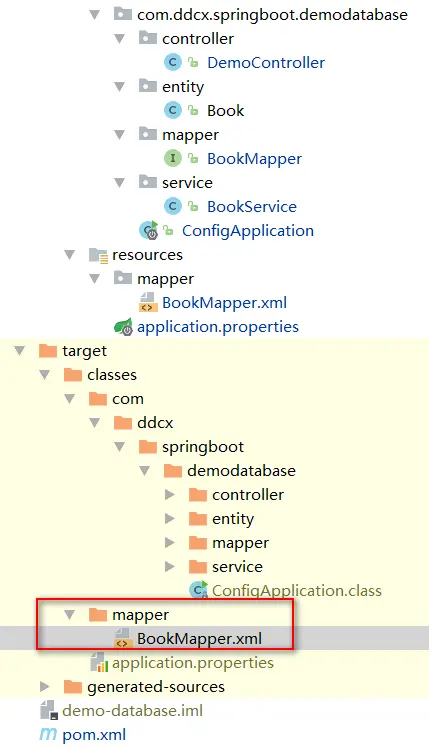 com.ddcx.springboot.demodatabase
controller
DemoController
entity
Book
mapper
BookMapper
service
BookService
ConfigApplication
resources
mapper
BookMapper.xml
application.properties
target
classes
com
ddcx
springboot
demodatabase
controller
entity
mapper
service
ConfigApplication.class
mapper
BookMapper.xml
application.properties
generated-sources
demo-database.iml
pom.xml